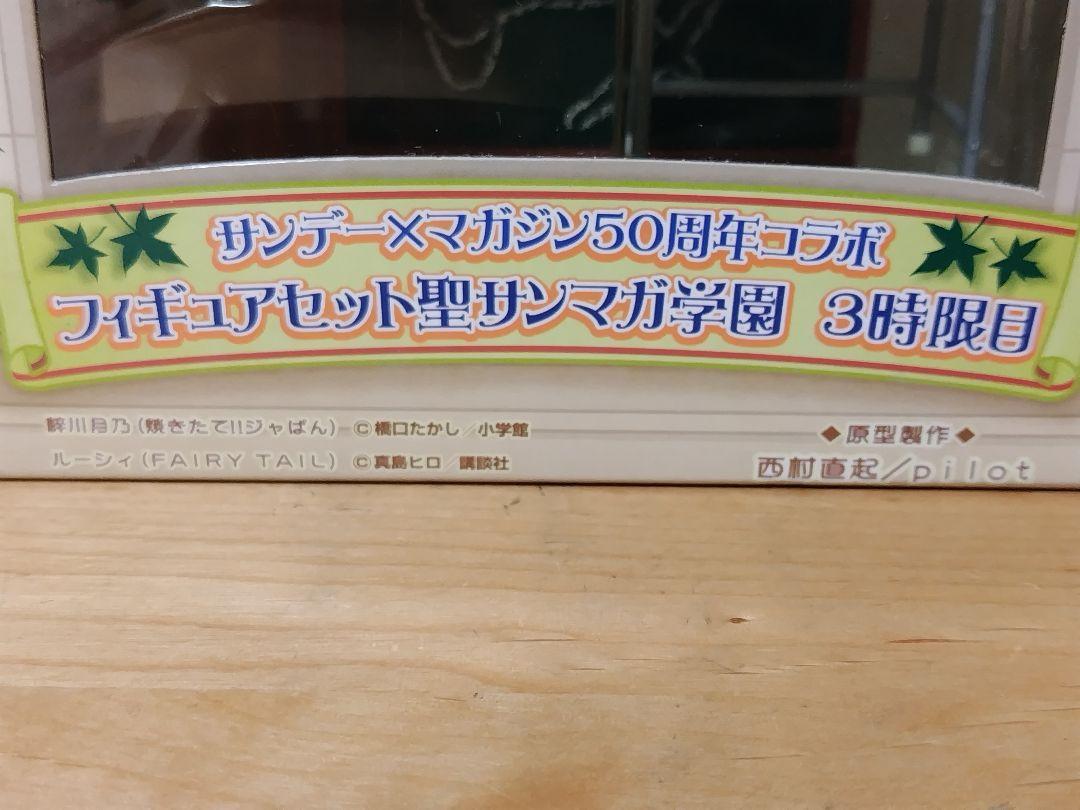 サンデー×マガジン50周年コラボ
フィギュアセット聖サンマガ学園 3時限目
梓川月乃(焼きたて!!ジャぱん) ©橋口たかし/小学館
ルーシィ(FAIRY TAIL) ©真島ヒロ/講談社
◆原型製作◆
西村直起/pilot